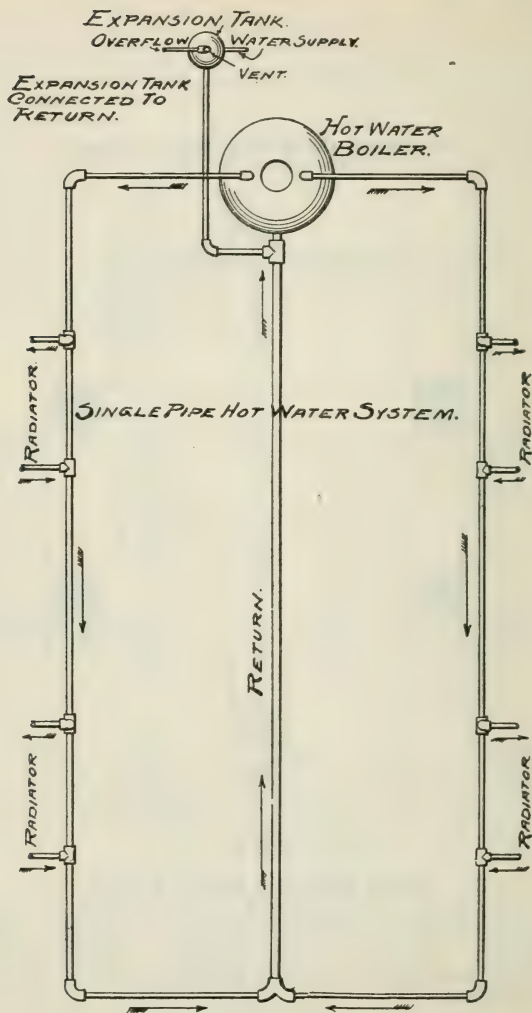 EXPANSION TANK.
OVERFLOW
WATER SUPPLY.
VENT.
EXPANSION TANK
CONNECTED TO
RETURN.
HOT WATER
BOILER.
RADIATOR.
RADIATOR
SINGLE PIPE HOT WATER SYSTEM.
RETURN.
RADIATOR
RADIATOR